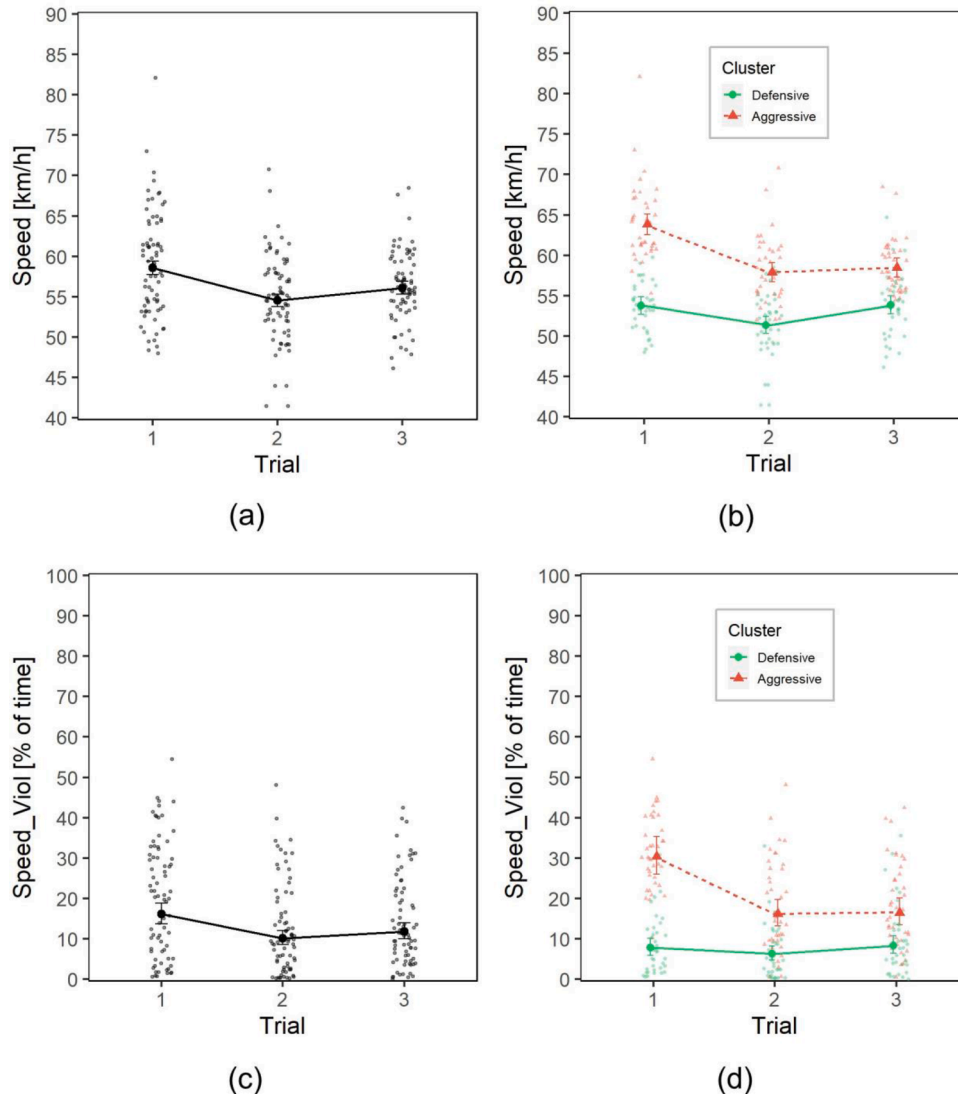 90
85
80
75
70
65
60
55
50
45
40
Speed [km/h]
1 2 3
Trial
(a)
90
85
80
75
70
65
60
55
50
45
40
Speed [km/h]
Cluster
Defensive
Aggressive
1 2 3
Trial
(b)
100
90
80
70
60
50
40
30
20
10
0
Speed_Viol [% of time]
1 2 3
Trial
(c)
100
90
80
70
60
50
40
30
20
10
0
Speed_Viol [% of time]
Cluster
Defensive
Aggressive
1 2 3
Trial
(d)